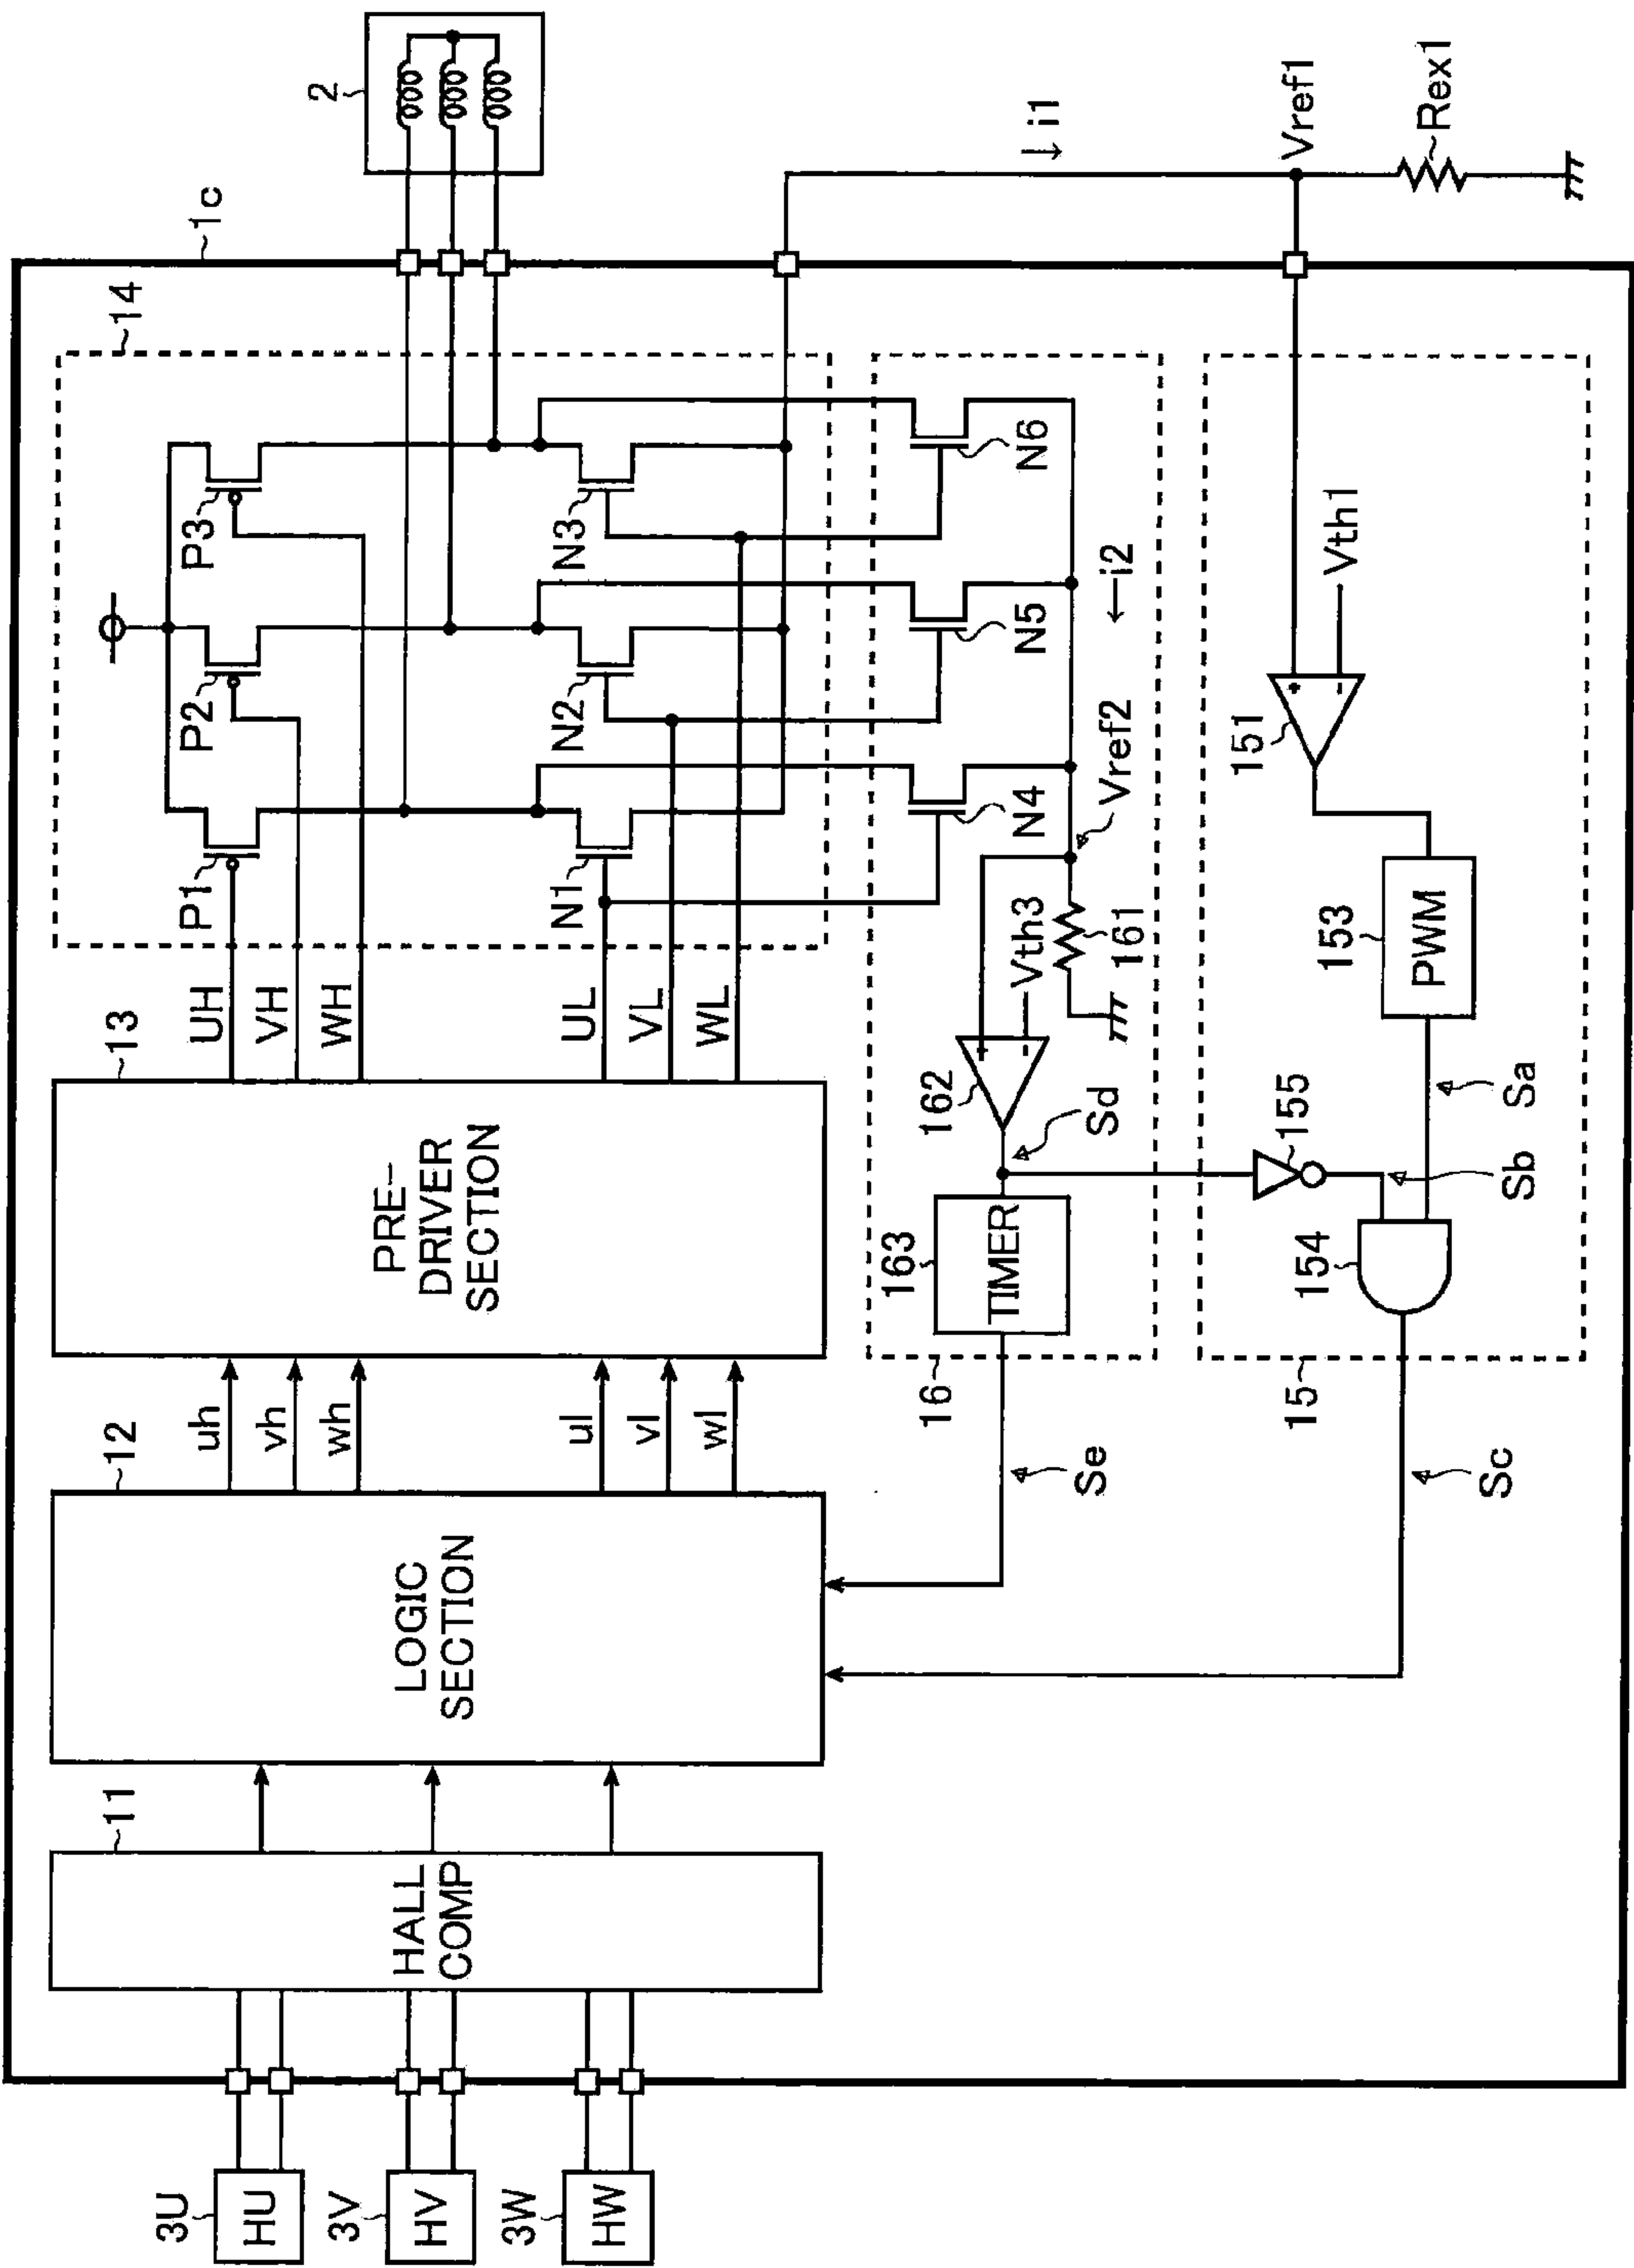 3U
HU
3V
HV
3W
HW
11
HALL
COMP
12
LOGIC
SECTION
uh
vh
wh
ul
vl
wl
13
PRE-
DRIVER
SECTION
UH
VH
WH
UL
VL
WL
14
P1
P2
P3
N1
N2
N3
1c
2
16
Se
163
TIMER
Sd
162
Vth3
161
Vref2
N4
N5
N6
←i2
↓i1
Vref1
Rex1
15
Sc
154
155
Sb
Sa
153
PWM
151
+
-
Vth1
+
-